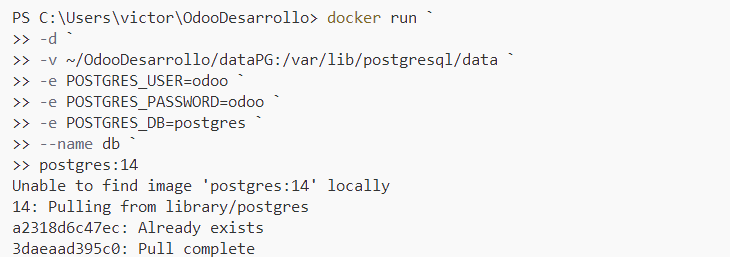 PS C:\Users\victor\OdooDesarrollo> docker run `
>> -d `
>> -v ~/OdooDesarrollo/dataPG:/var/lib/postgresql/data `
>> -e POSTGRES_USER=odoo `
>> -e POSTGRES_PASSWORD=odoo `
>> -e POSTGRES_DB=postgres `
>> --name db `
>> postgres:14
Unable to find image 'postgres:14' locally
14: Pulling from library/postgres
a2318d6c47ec: Already exists
3daeaad395c0: Pull complete